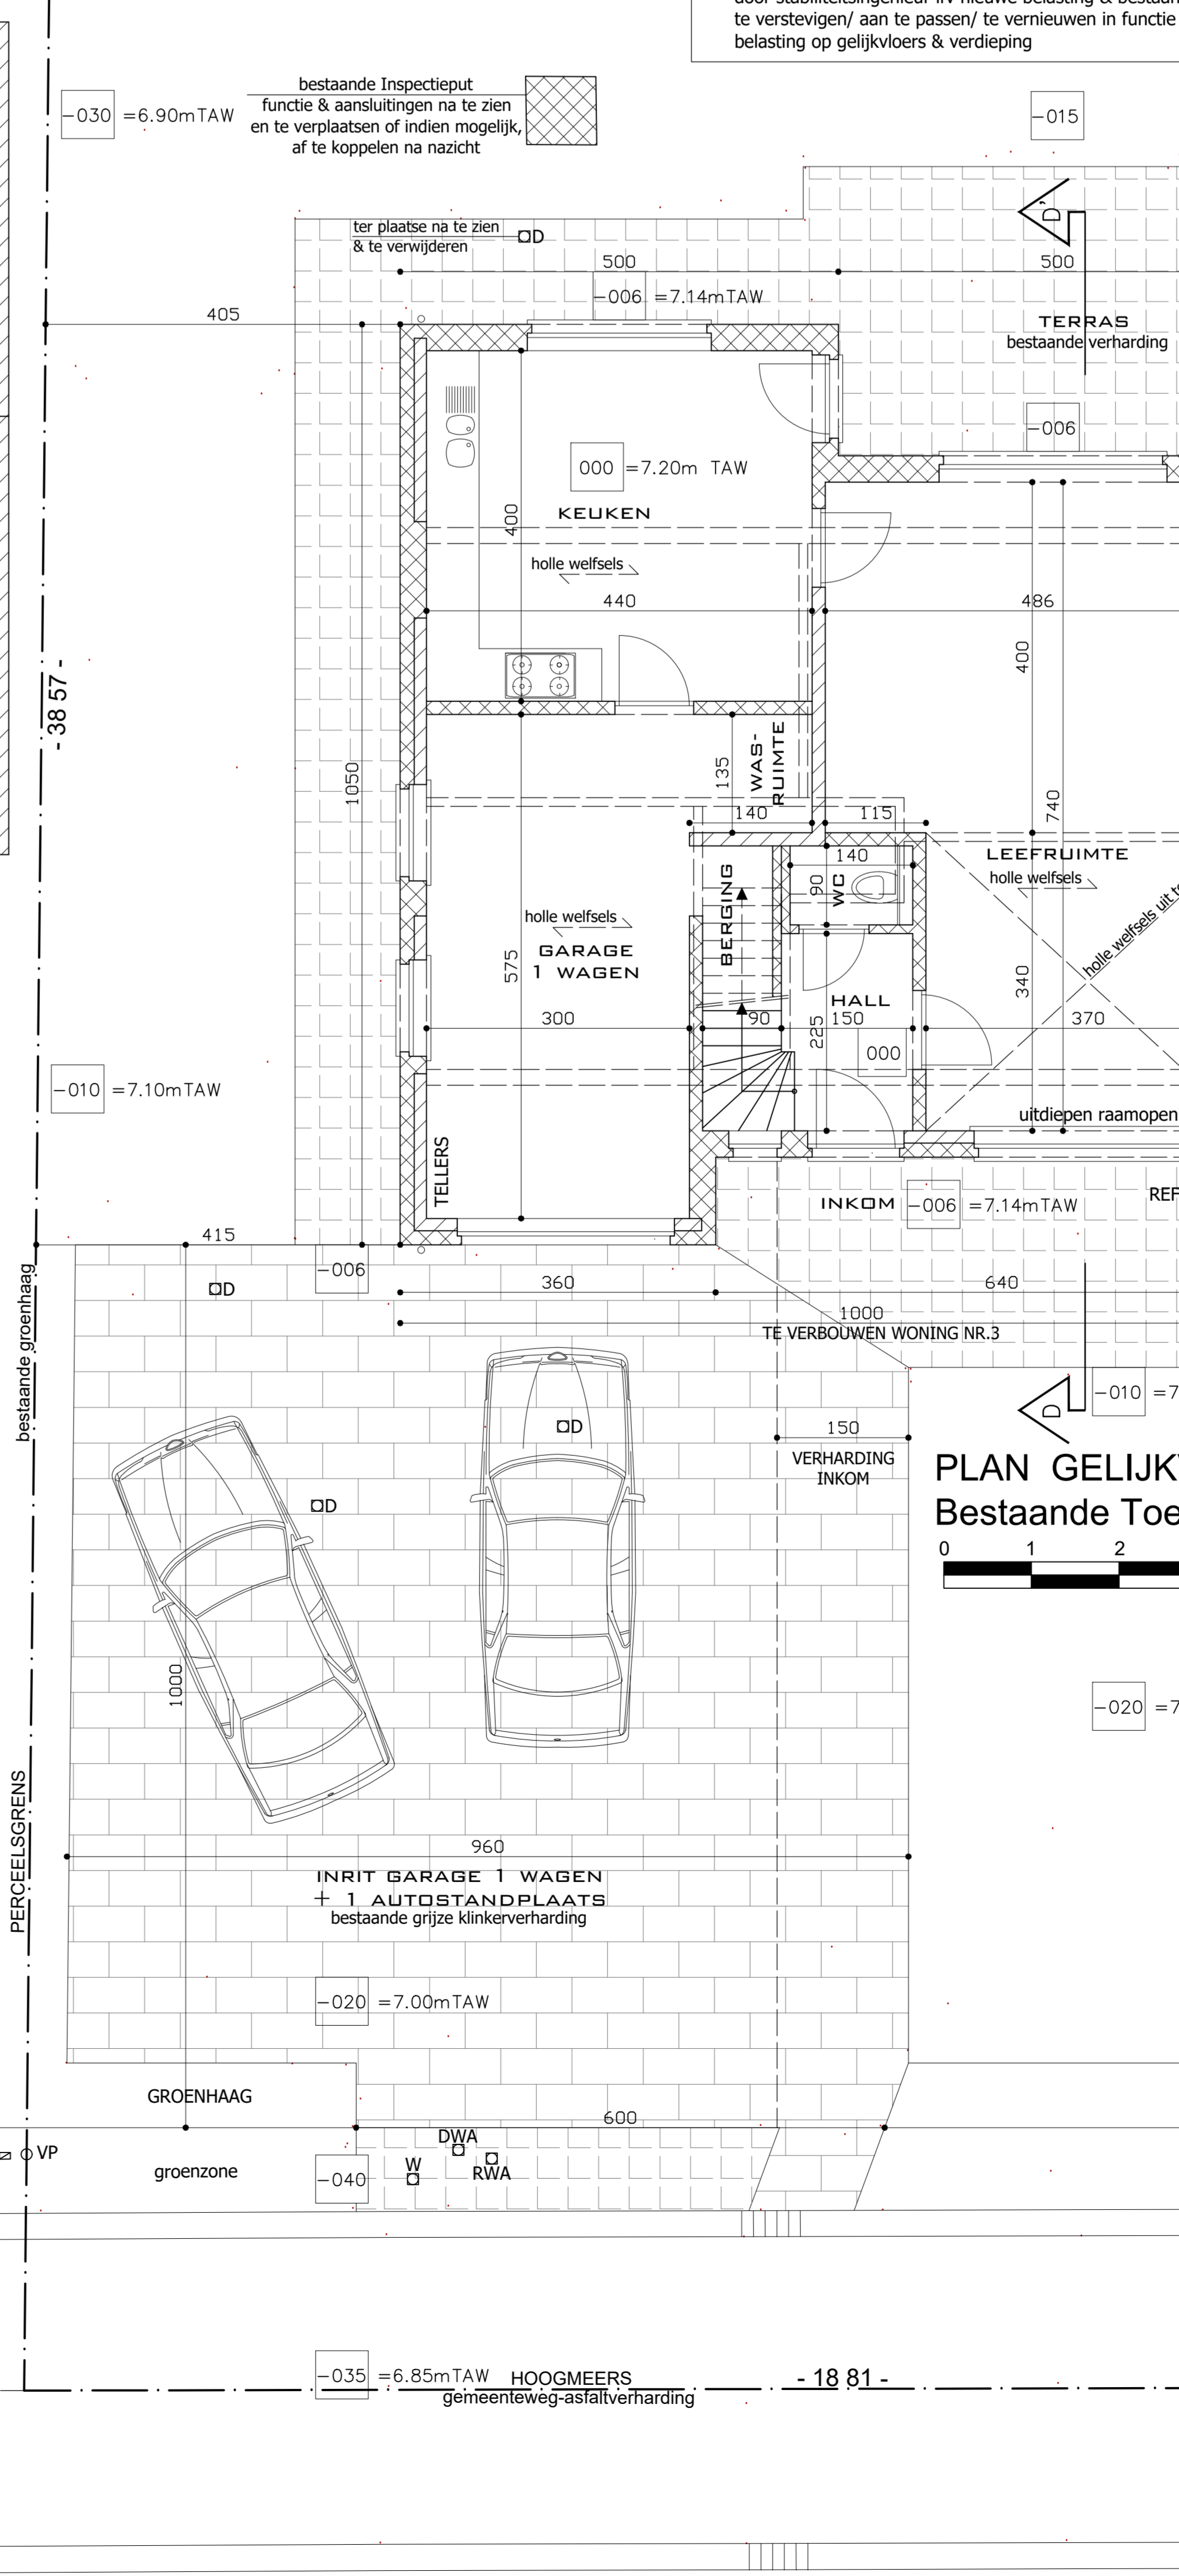 te verstevigen/ aan te passen/ te vernieuwen in functie
belasting op gelijkvloers & verdieping
bestaande Inspectieput
functie & aansluitingen na te zien
en te verplaatsen of indien mogelijk,
af te koppelen na nazicht
-030 =6.90mTAW
-015
D'
ter plaatse na te zien
& te verwijderen
D
500
500
-006 =7.14mTAW
405
TERRAS
bestaande verharding
-006
000 =7.20m TAW
400
KEUKEN
holle welfsels
440
486
400
- 38 57 -
1050
135
WAS-
RUIMTE
740
140
115
140
LEEFRUIMTE
holle welfsels
90
WC
BERGING
holle welfsels uit
holle welfsels
GARAGE
1 WAGEN
575
340
HALL
300
90
225
150
370
000
-010 =7.10mTAW
uitdiepen raamopen
TELLERS
INKOM
-006 =7.14mTAW
REF
415
-006
bestaande groenhaag
D
360
640
1000
TE VERBOUWEN WONING NR.3
-010 =7
D
D
150
VERHARDING
INKOM
PLAN GELIJK
Bestaande Toe
D
0 1 2
1000
-020 =7
PERCEELSGRENS
960
INRIT GARAGE 1 WAGEN
+ 1 AUTOSTANDPLAATS
bestaande grijze klinkerverharding
-020 =7.00mTAW
GROENHAAG
600
VP
DWA
groenzone
-040
W
RWA
-035 =6.85mTAW
HOOGMEERS
- 18 81 -
gemeenteweg-asfaltverharding